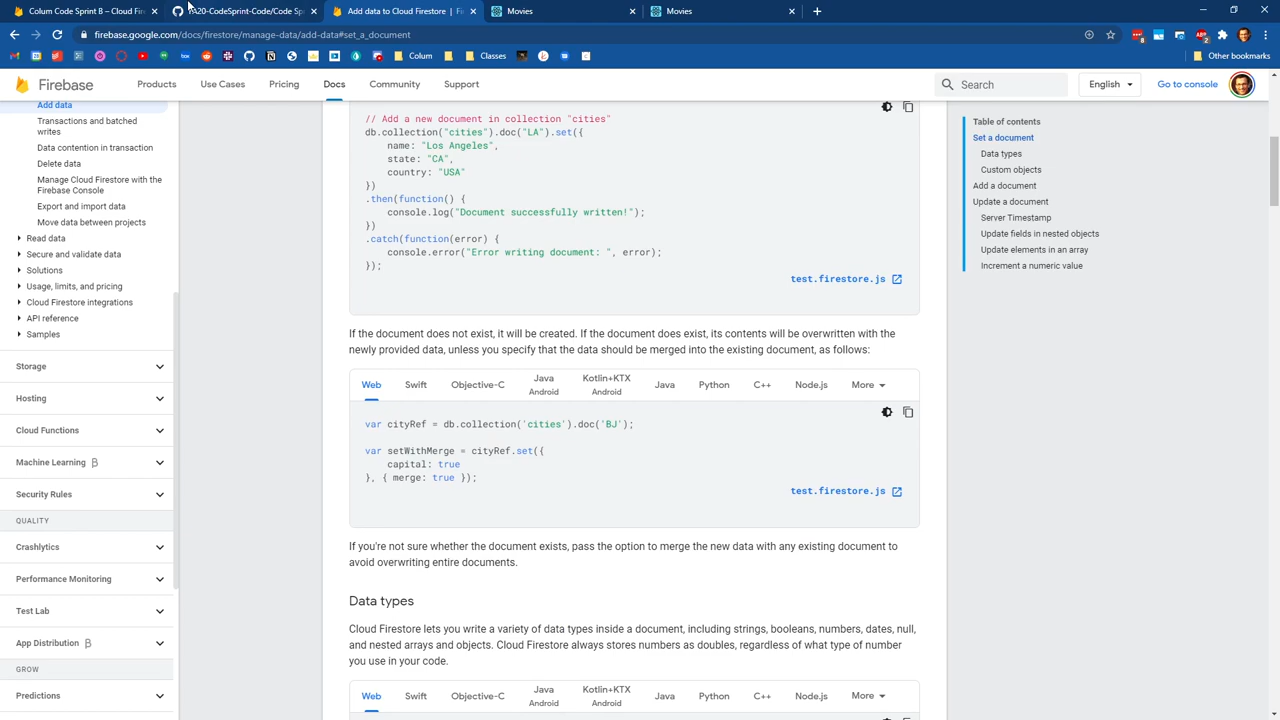 Colum Code Sprint B – Cloud Fire
A20-CodeSprint-Code/Code Sp
Add data to Cloud Firestore | Fi
Movies
Movies
firebase.google.com/docs/firestore/manage-data/add-data#set_a_document
Colum
Classes
Other bookmarks
Firebase
Products
Use Cases
Pricing
Docs
Community
Support
Search
English
Go to console
Add data
Transactions and batched
writes
Data contention in transaction
Delete data
Manage Cloud Firestore with the
Firebase Console
Export and import data
Move data between projects
Read data
Secure and validate data
Solutions
Usage, limits, and pricing
Cloud Firestore integrations
API reference
Samples
Storage
Hosting
Cloud Functions
Machine Learning
Security Rules
QUALITY
Crashlytics
Performance Monitoring
Test Lab
App Distribution
GROW
Predictions
// Add a new document in collection "cities"
db.collection("cities").doc("LA").set({
name: "Los Angeles",
state: "CA",
country: "USA"
})
.then(function() {
console.log("Document successfully written!");
})
.catch(function(error) {
console.error("Error writing document: ", error);
});
test.firestore.js
If the document does not exist, it will be created. If the document does exist, its contents will be overwritten with the
newly provided data, unless you specify that the data should be merged into the existing document, as follows:
Web
Swift
Objective-C
Java
Android
Kotlin+KTX
Android
Java
Python
C++
Node.js
More
var cityRef = db.collection('cities').doc('BJ');
var setWithMerge = cityRef.set({
capital: true
}, { merge: true });
test.firestore.js
If you're not sure whether the document exists, pass the option to merge the new data with any existing document to
avoid overwriting entire documents.
Data types
Cloud Firestore lets you write a variety of data types inside a document, including strings, booleans, numbers, dates, null,
and nested arrays and objects. Cloud Firestore always stores numbers as doubles, regardless of what type of number
you use in your code.
Web
Swift
Objective-C
Java
Android
Kotlin+KTX
Android
Java
Python
C++
Node.js
More
Table of contents
Set a document
Data types
Custom objects
Add a document
Update a document
Server Timestamp
Update fields in nested objects
Update elements in an array
Increment a numeric value